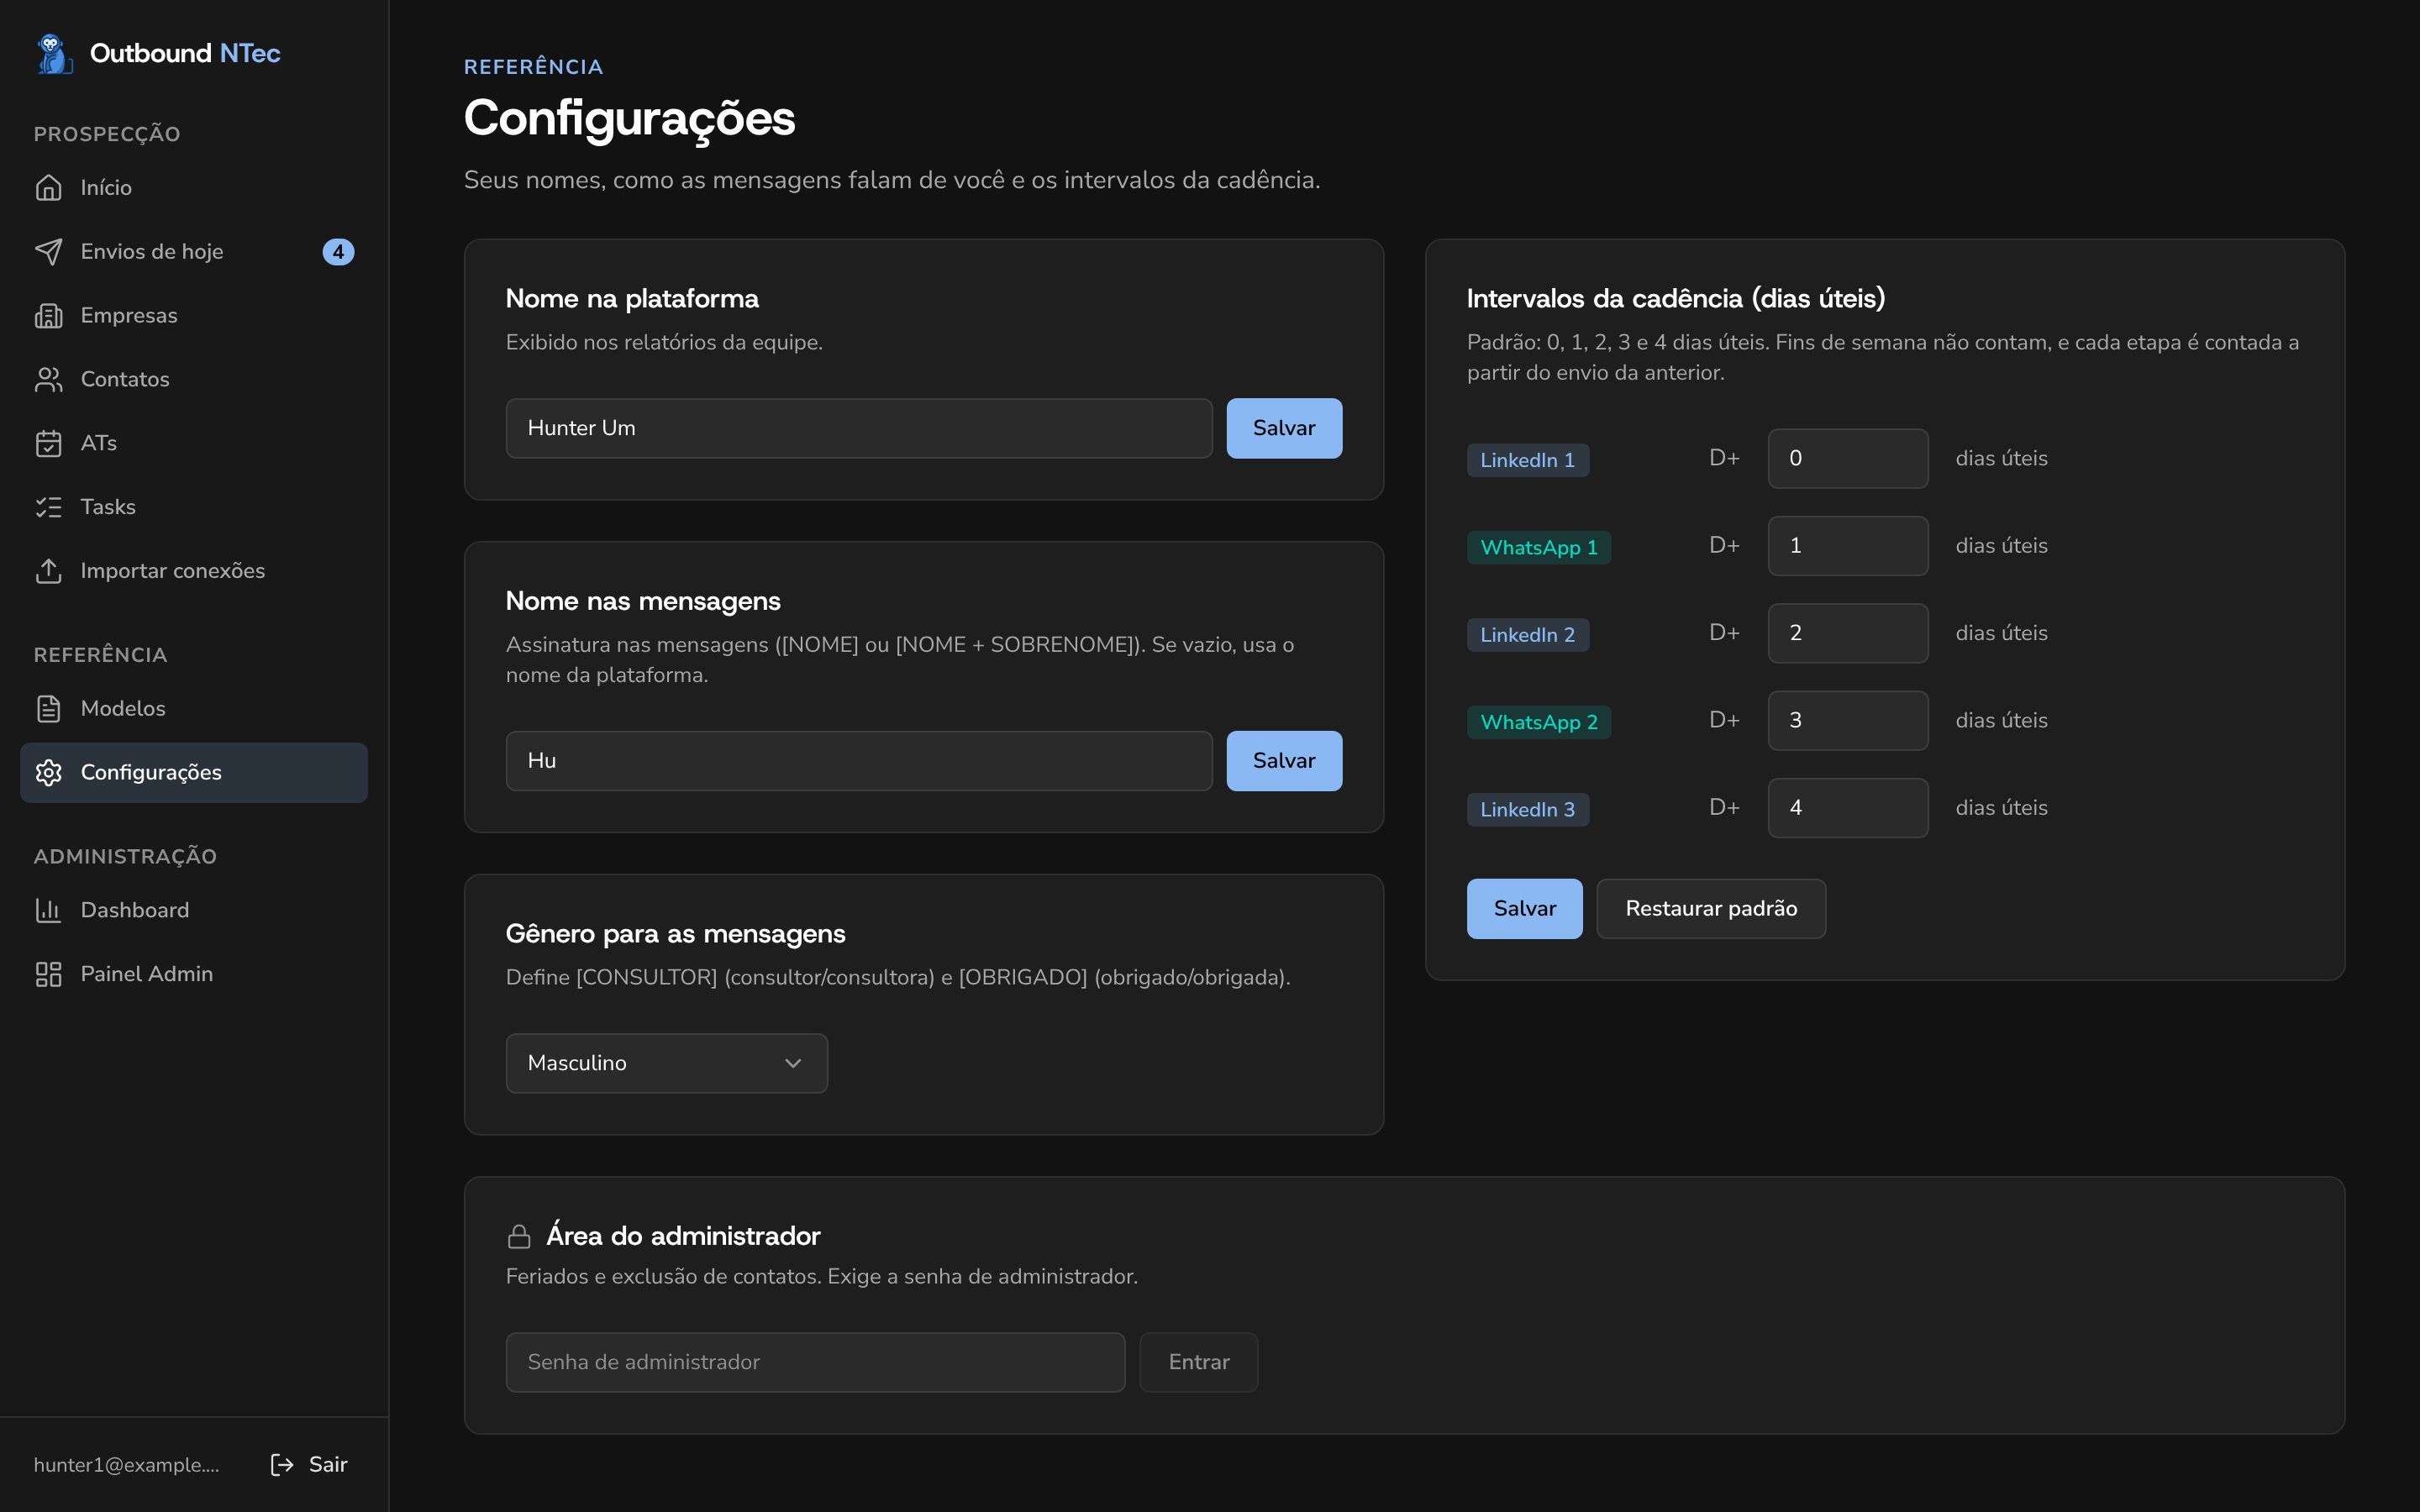 Outbound NTec
PROSPECÇÃO
Início
Envios de hoje 4
Empresas
Contatos
ATs
Tasks
Importar conexões
REFERÊNCIA
Modelos
Configurações
ADMINISTRAÇÃO
Dashboard
Painel Admin
hunter1@example....
Sair
REFERÊNCIA
Configurações
Seus nomes, como as mensagens falam de você e os intervalos da cadência.
Nome na plataforma
Exibido nos relatórios da equipe.
Hunter Um
Salvar
Nome nas mensagens
Assinatura nas mensagens ([NOME] ou [NOME + SOBRENOME]). Se vazio, usa o
nome da plataforma.
Hu
Salvar
Gênero para as mensagens
Define [CONSULTOR] (consultor/consultora) e [OBRIGADO] (obrigado/obrigada).
Masculino
Intervalos da cadência (dias úteis)
Padrão: 0, 1, 2, 3 e 4 dias úteis. Fins de semana não contam, e cada etapa é contada a
partir do envio da anterior.
LinkedIn 1 D+ 0 dias úteis
WhatsApp 1 D+ 1 dias úteis
LinkedIn 2 D+ 2 dias úteis
WhatsApp 2 D+ 3 dias úteis
LinkedIn 3 D+ 4 dias úteis
Salvar Restaurar padrão
Área do administrador
Feriados e exclusão de contatos. Exige a senha de administrador.
Senha de administrador
Entrar